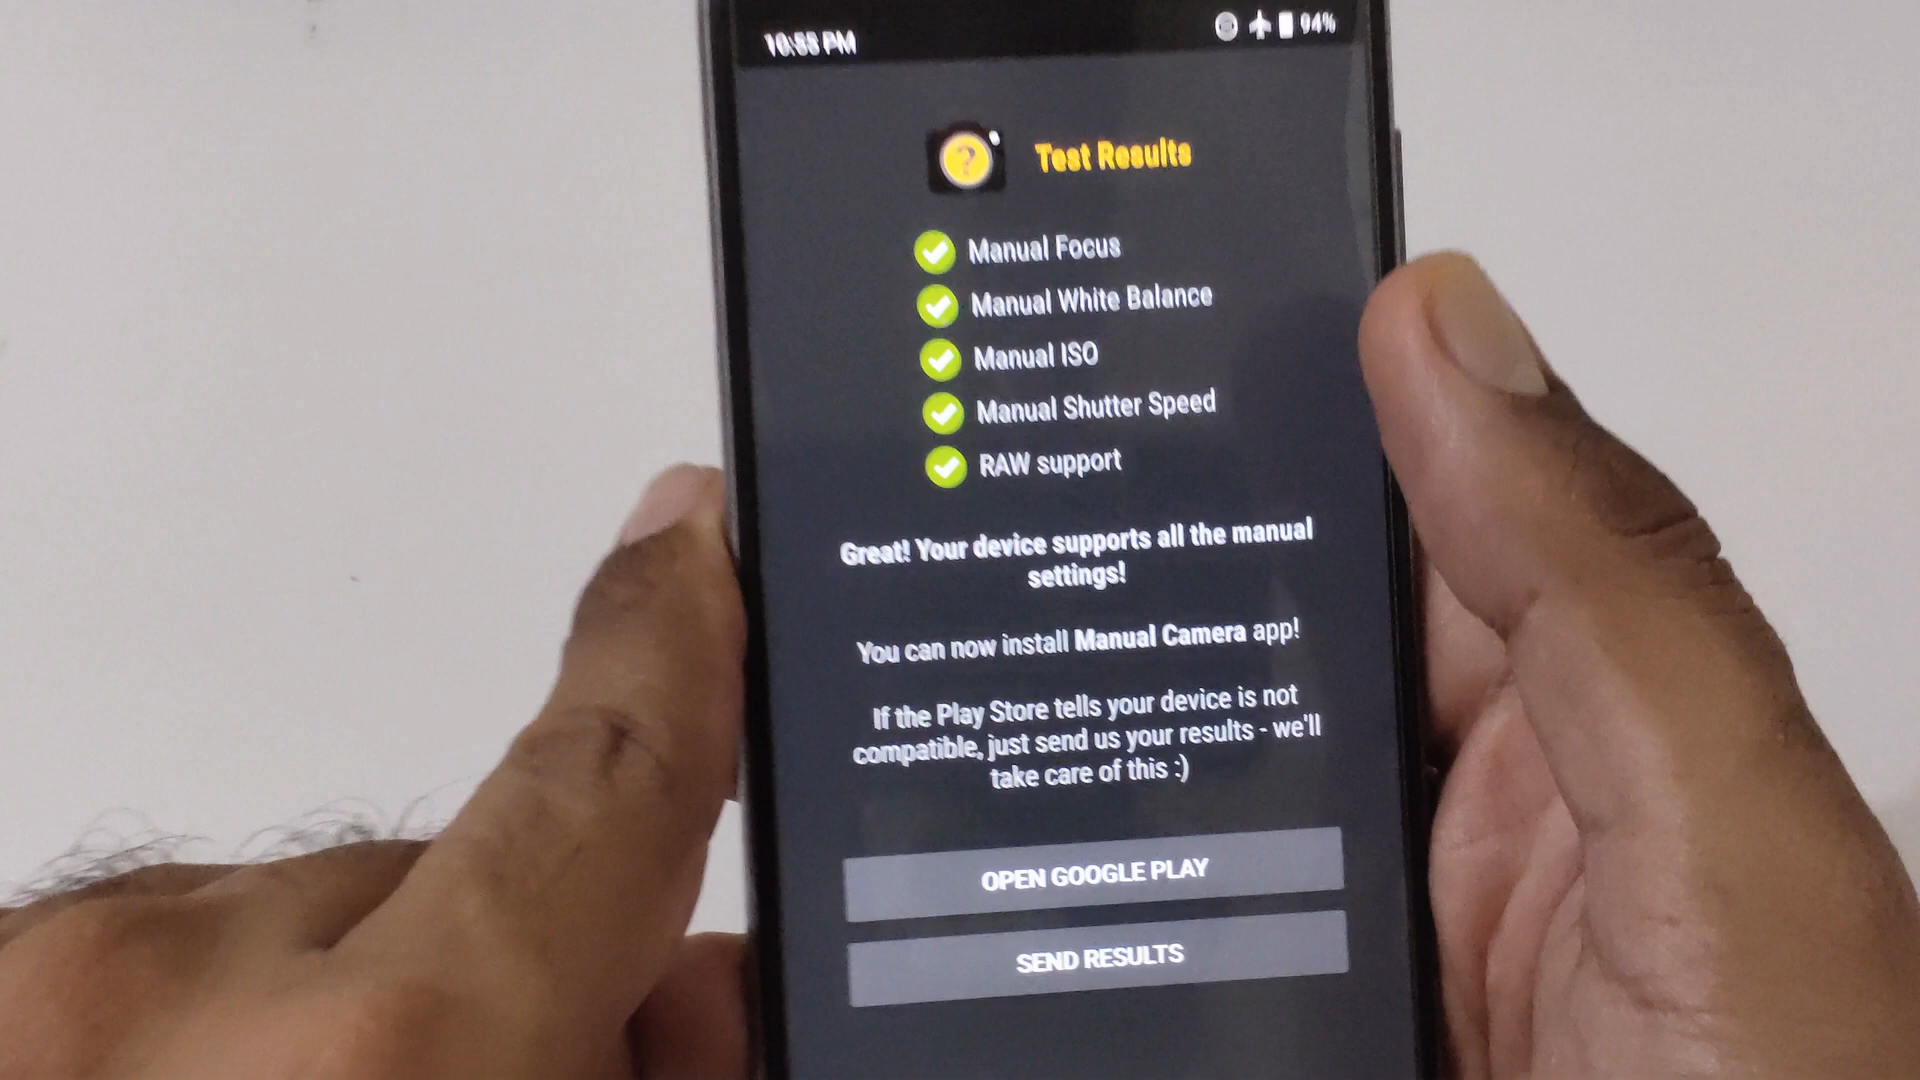 10:55 PM
94%
?
Test Results
Manual Focus
Manual White Balance
Manual ISO
Manual Shutter Speed
RAW support
Great! Your device supports all the manual
settings!
You can now install Manual Camera app!
If the Play Store tells your device is not
compatible, just send us your results - we'll
take care of this :)
OPEN GOOGLE PLAY
SEND RESULTS